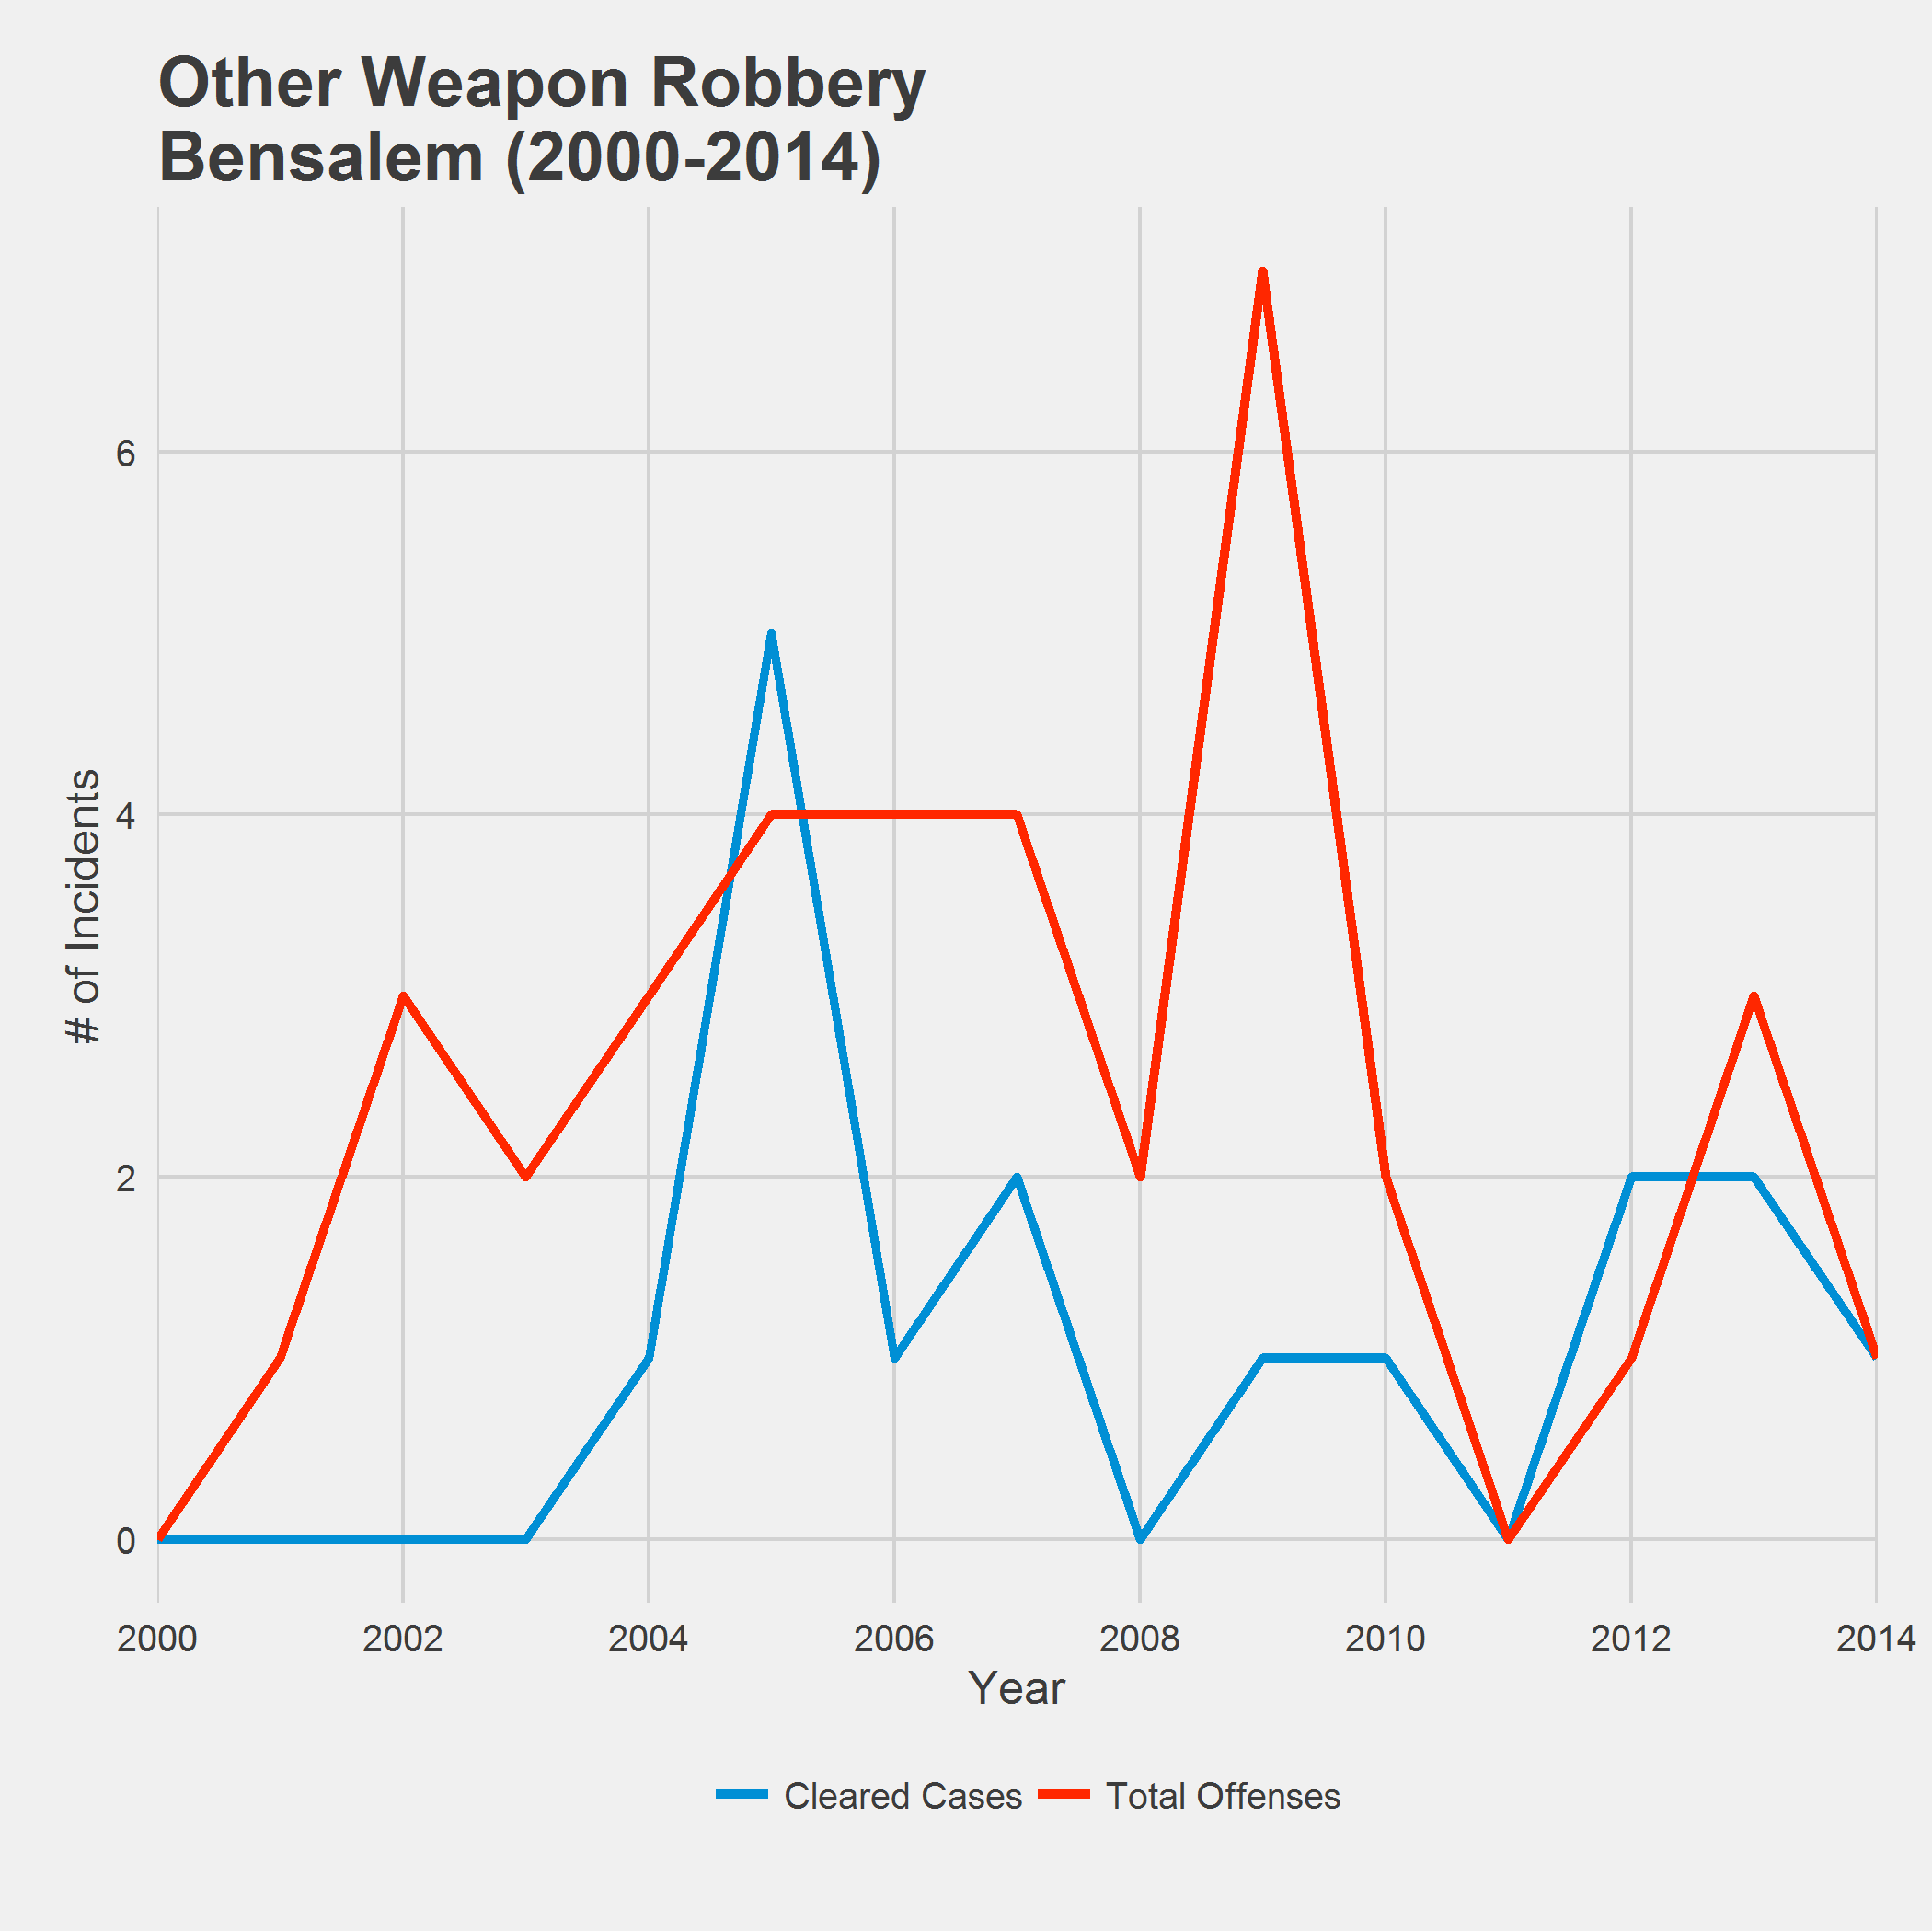 Other Weapon Robbery
Bensalem (2000-2014)
# of Incidents
6
4
2
0
2000 2002 2004 2006 2008 2010 2012 2014
Year
Cleared Cases Total Offenses